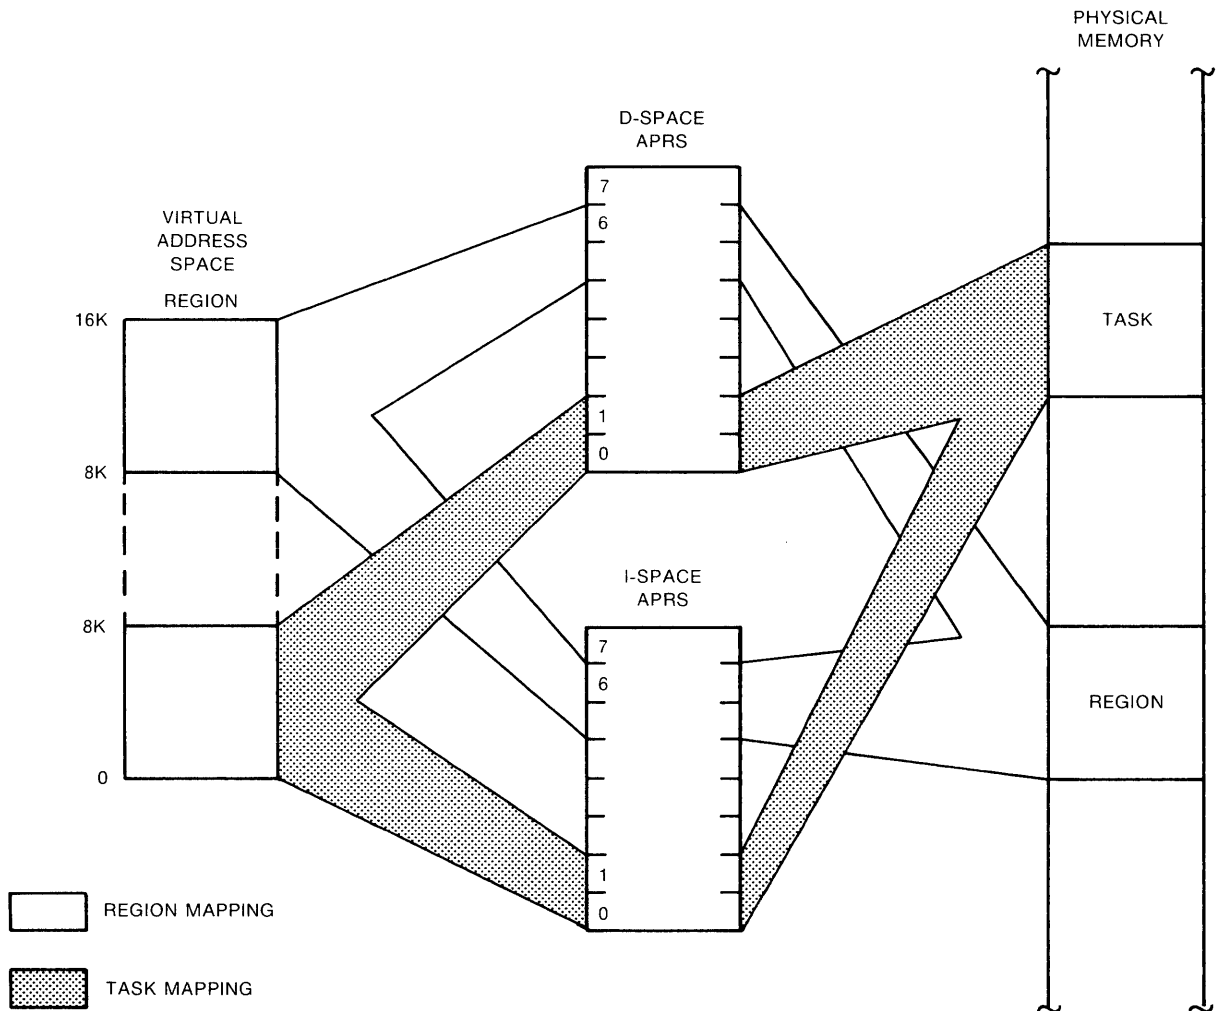 PHYSICAL
MEMORY
D-SPACE
APRS
7
6
1
0
VIRTUAL
ADDRESS
SPACE
REGION
16K
8K
8K
0
TASK
I-SPACE
APRS
7
6
1
0
REGION
REGION MAPPING
TASK MAPPING